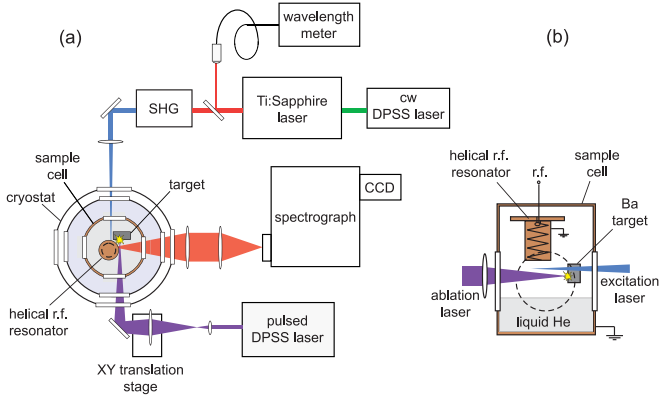 (a)
wavelength
meter
SHG
Ti:Sapphire
laser
cw
DPSS laser
sample
cell
cryostat
target
spectrograph
CCD
helical r.f.
resonator
XY translation
stage
pulsed
DPSS laser
(b)
helical r.f.
resonator
r.f.
sample
cell
Ba
target
ablation
laser
excitation
laser
liquid He